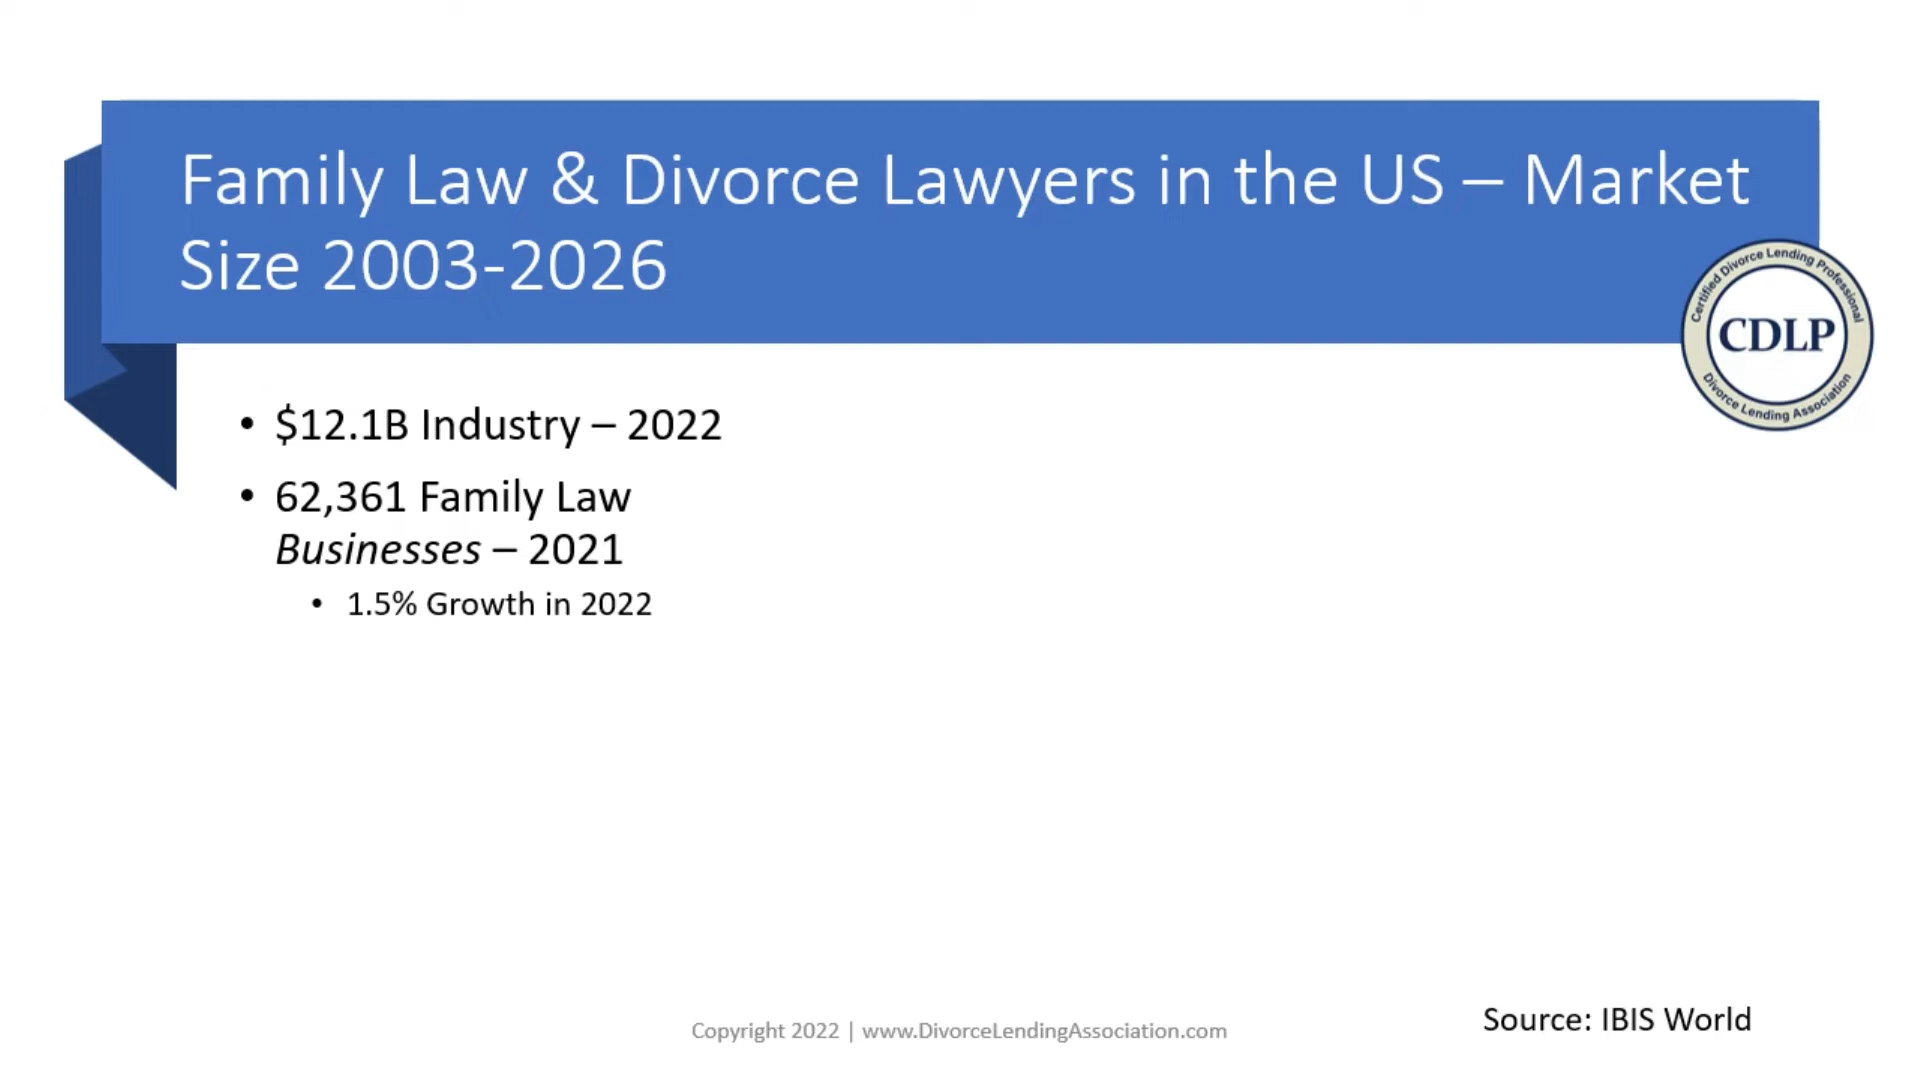 Family Law & Divorce Lawyers in the US – Market
Size 2003-2026
Certified Divorce Lending Professional
CDLP
Divorce Lending Association
• $12.1B Industry – 2022
• 62,361 Family Law
Businesses – 2021
• 1.5% Growth in 2022
Source: IBIS World
Copyright 2022 | www.DivorceLendingAssociation.com